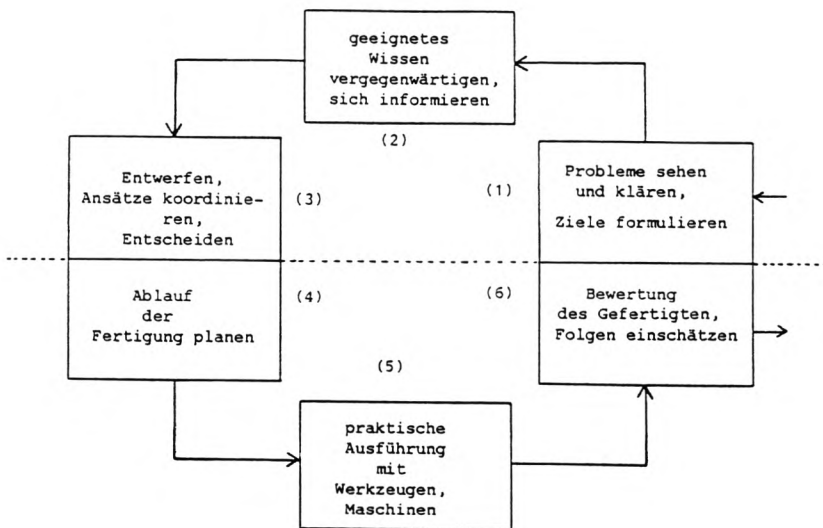 geeignetes
Wissen
vergegenwärtigen,
sich informieren
(2)
Entwerfen,
Ansätze koordinie-
ren,
Entscheiden
(3)
(1)
Probleme sehen
und klären,
Ziele formulieren
Ablauf
der
Fertigung planen
(4)
(6)
Bewertung
des Gefertigten,
Folgen einschätzen
(5)
praktische
Ausführung
mit
Werkzeugen,
Maschinen